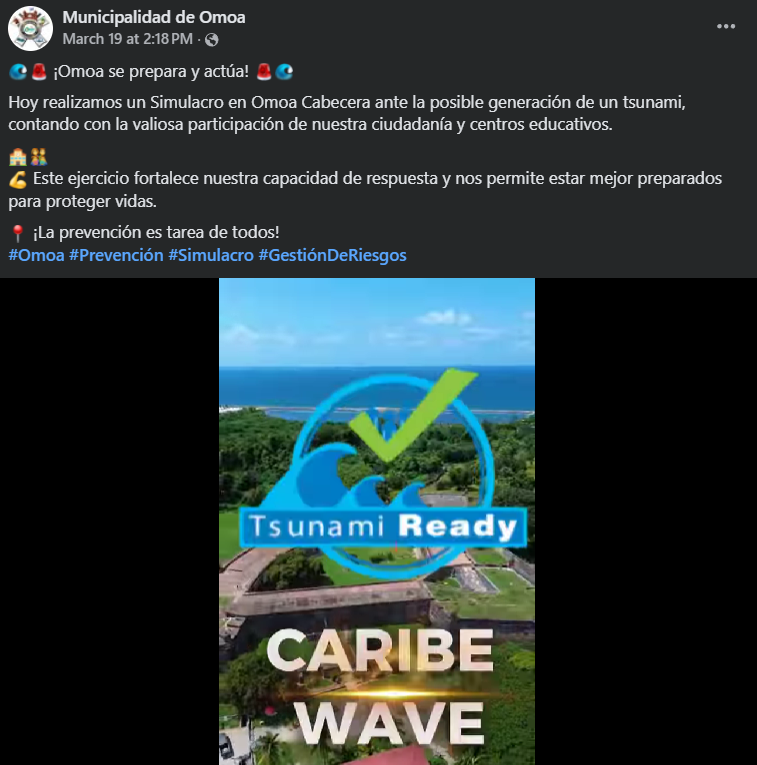 Municipalidad de Omoa
March 19 at 2:18 PM ·
🌊🚨 ¡Omoa se prepara y actúa! 🚨🌊
Hoy realizamos un Simulacro en Omoa Cabecera ante la posible generación de un tsunami,
contando con la valiosa participación de nuestra ciudadanía y centros educativos.
🏫👫
💪 Este ejercicio fortalece nuestra capacidad de respuesta y nos permite estar mejor preparados
para proteger vidas.
📍 ¡La prevención es tarea de todos!
#Omoa #Prevención #Simulacro #GestiónDeRiesgos
Tsunami Ready
CARIBE
WAVE